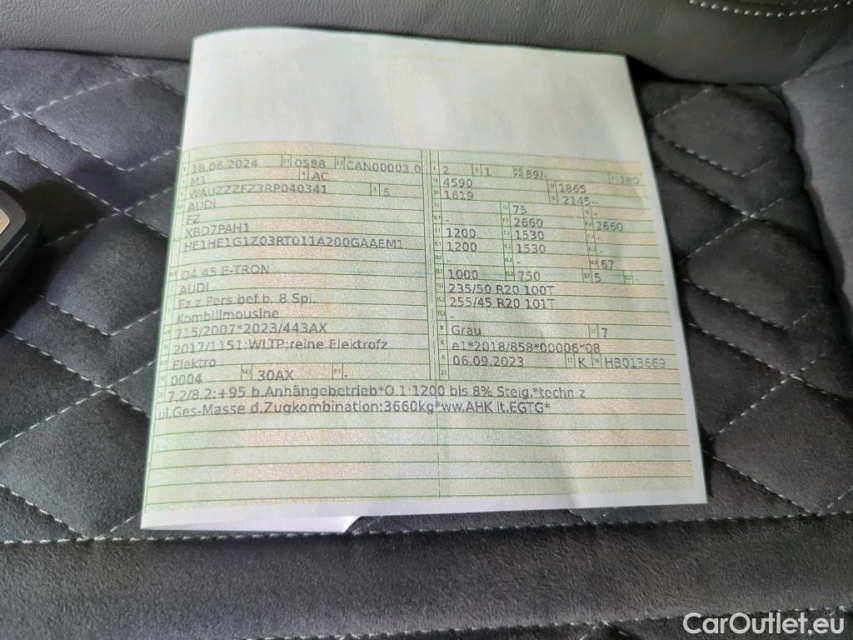 18.06.2024 0588 CAN00003 0
M1 AC
WAUZZZFZ3RP040341 5
AUDI
FZ
XBD7PAH1
HE1HE1G1Z03RT011A200GAAEM1
Q4 45 E-TRON
AUDI
Fz.z.Pers.bef.b. 8 Spl.
Kombilimousine
715/2007*2023/443AX
2017/1151;WLTP;reine Elektrofz
Elektro
0004 30AX -
2 1 89/- 180
4590 1865
1619 2145-
75 -
- 2660 2660
1200 1530
1200 1530
- - 67
1000 750 5 -
235/50 R20 100T
255/45 R20 101T
-
Grau 7
e1*2018/858*00006*08
06.09.2023 K HB013669
7.2/8.2:+95 b.Anhängebetrieb*O.1:1200 bis 8% Steig.*techn.z
ul.Ges-Masse d.Zugkombination:3660kg*ww.AHK lt.EGTG*
CarOutlet.eu